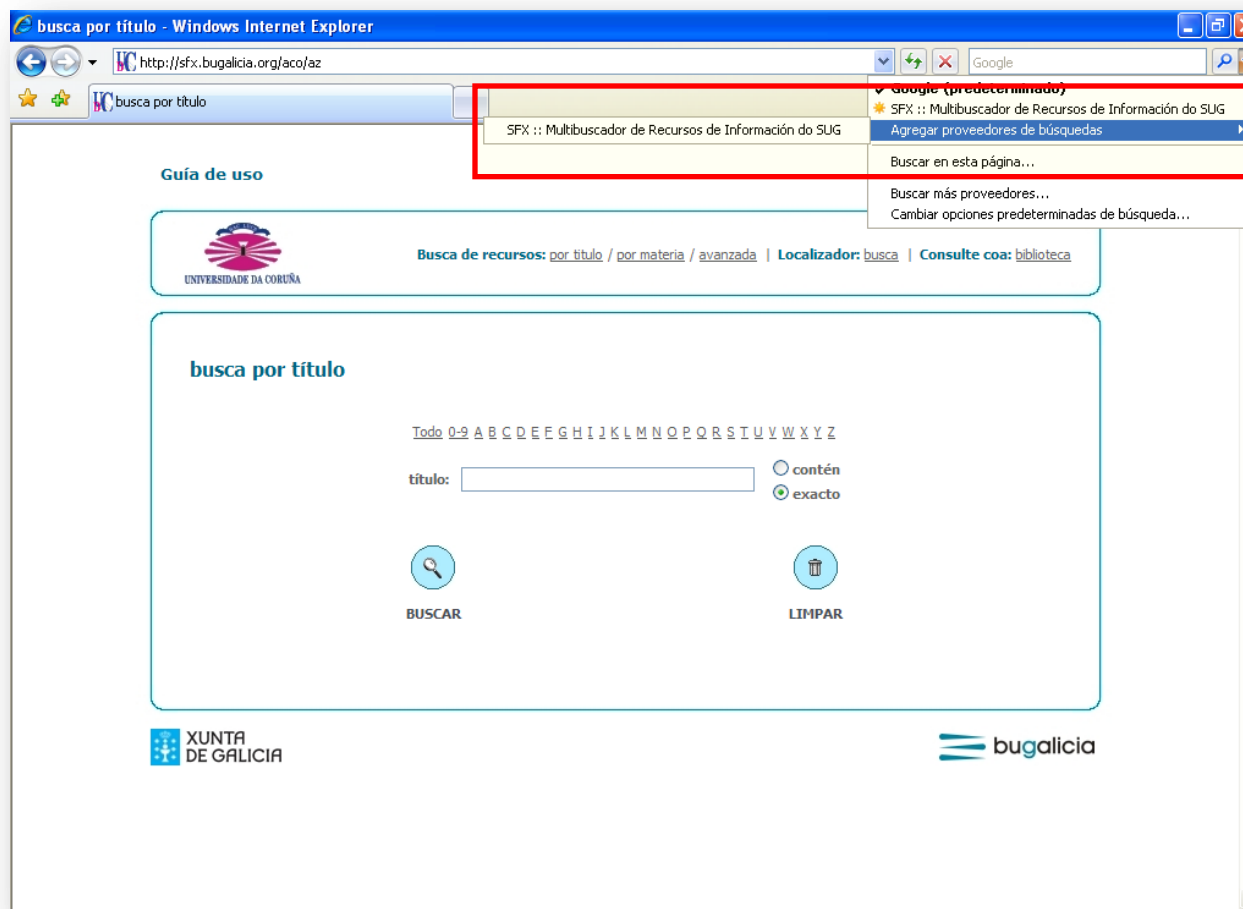 busca por título - Windows Internet Explorer
http://sfx.bugalicia.org/aco/az
Google
busca por título
Google (predeterminado)
SFX :: Multibuscador de Recursos de Información do SUG
SFX :: Multibuscador de Recursos de Información do SUG
Agregar proveedores de búsquedas
Buscar en esta página...
Buscar más proveedores...
Cambiar opciones predeterminadas de búsqueda...
Guía de uso
UNIVERSIDADE DA CORUÑA
Busca de recursos: por título / por materia / avanzada | Localizador: busca | Consulte coa: biblioteca
busca por título
Todo 0-9 A B C D E F G H I J K L M N O P Q R S T U V W X Y Z
título:
contén
exacto
BUSCAR
LIMPAR
XUNTA
DE GALICIA
bugalicia